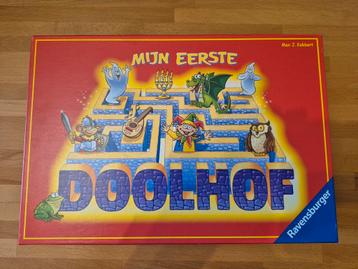 Max J. Kobbert
MIJN EERSTE
DOOLHOF
Ravensburger